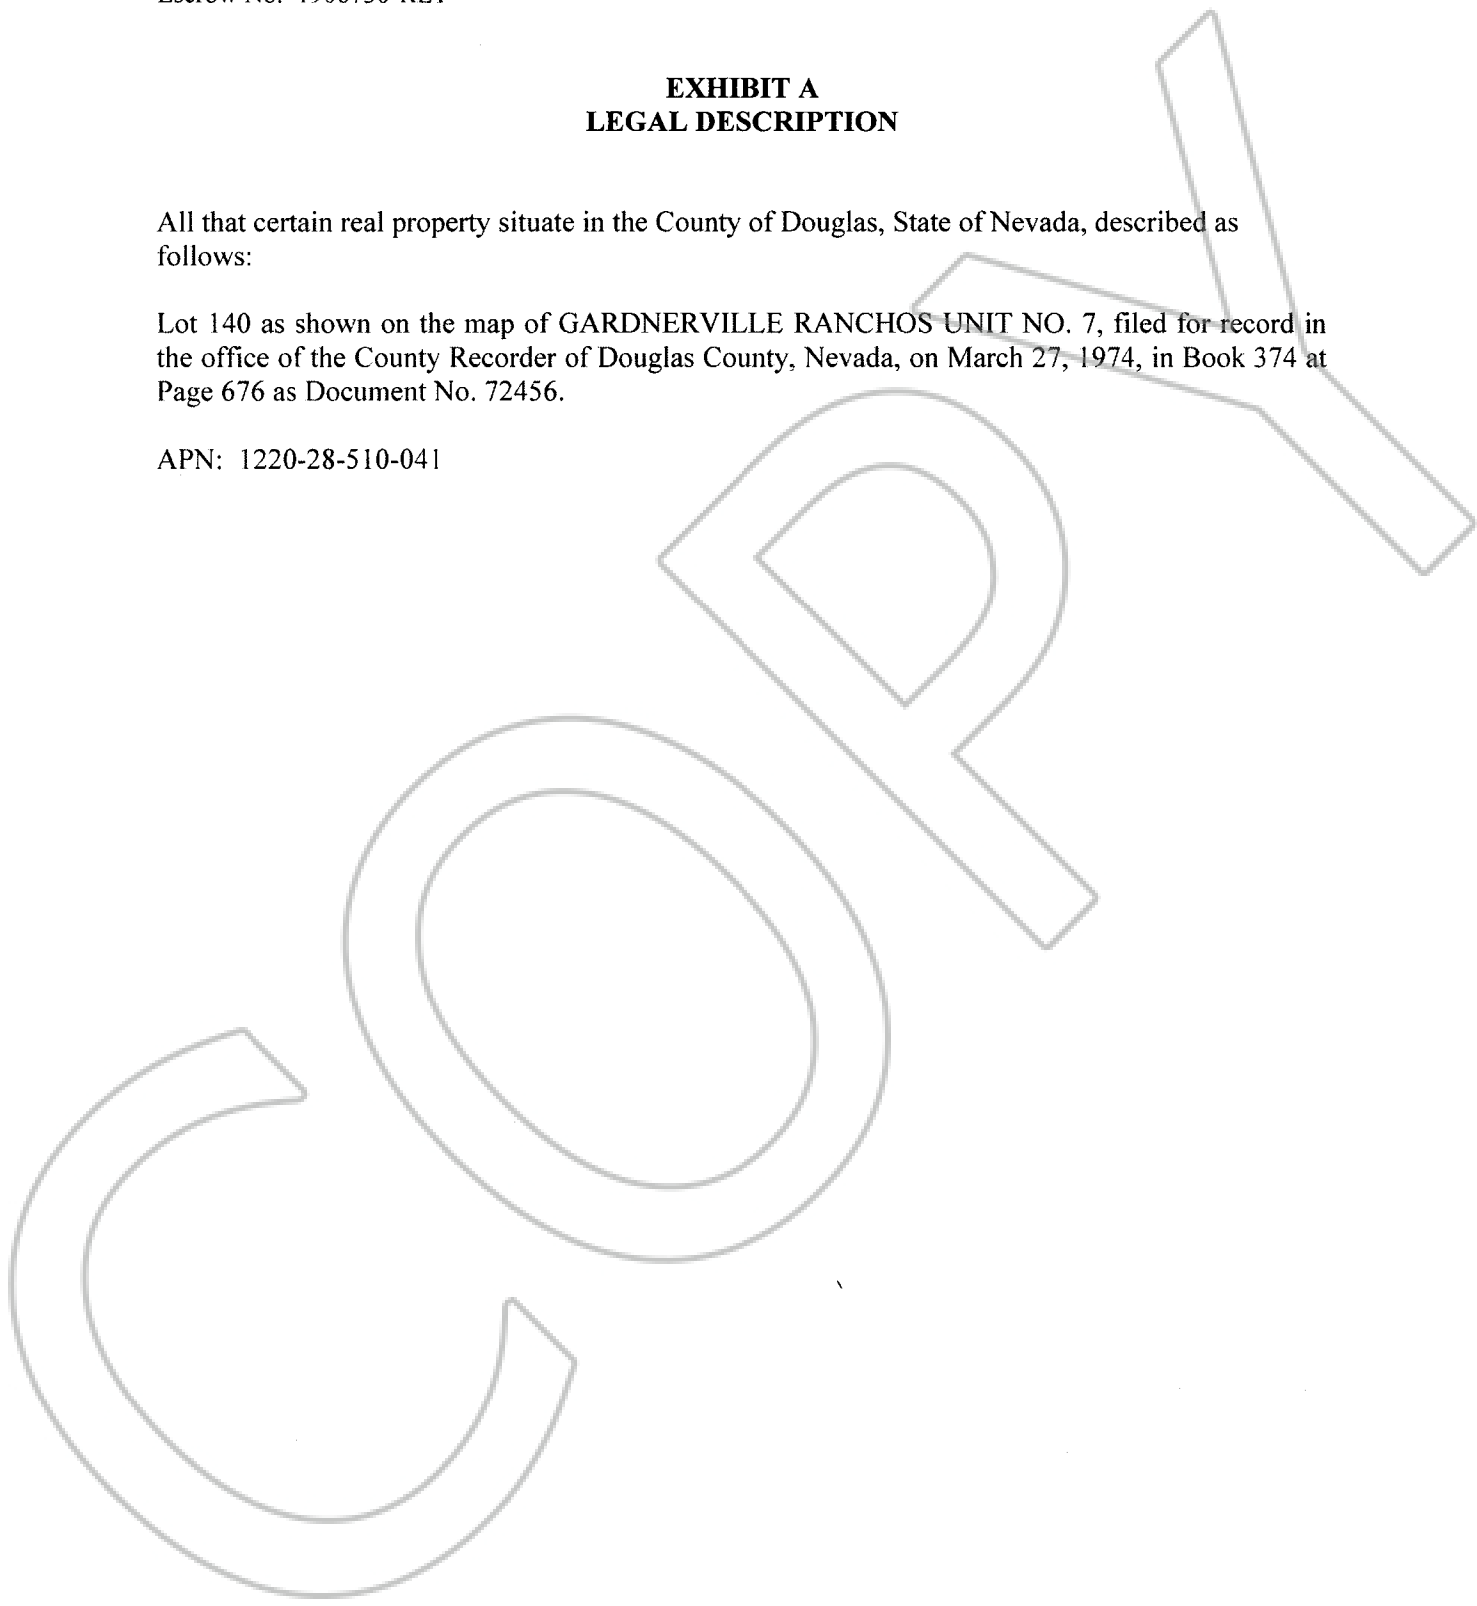 Escrow No.
EXHIBIT A
LEGAL DESCRIPTION
All that certain real property situate in the County of Douglas, State of Nevada, described as
follows:
Lot 140 as shown on the map of GARDNERVILLE RANCHOS UNIT NO. 7, filed for record in
the office of the County Recorder of Douglas County, Nevada, on March 27, 1974, in Book 374 at
Page 676 as Document No. 72456.
APN: 1220-28-510-041
COPY